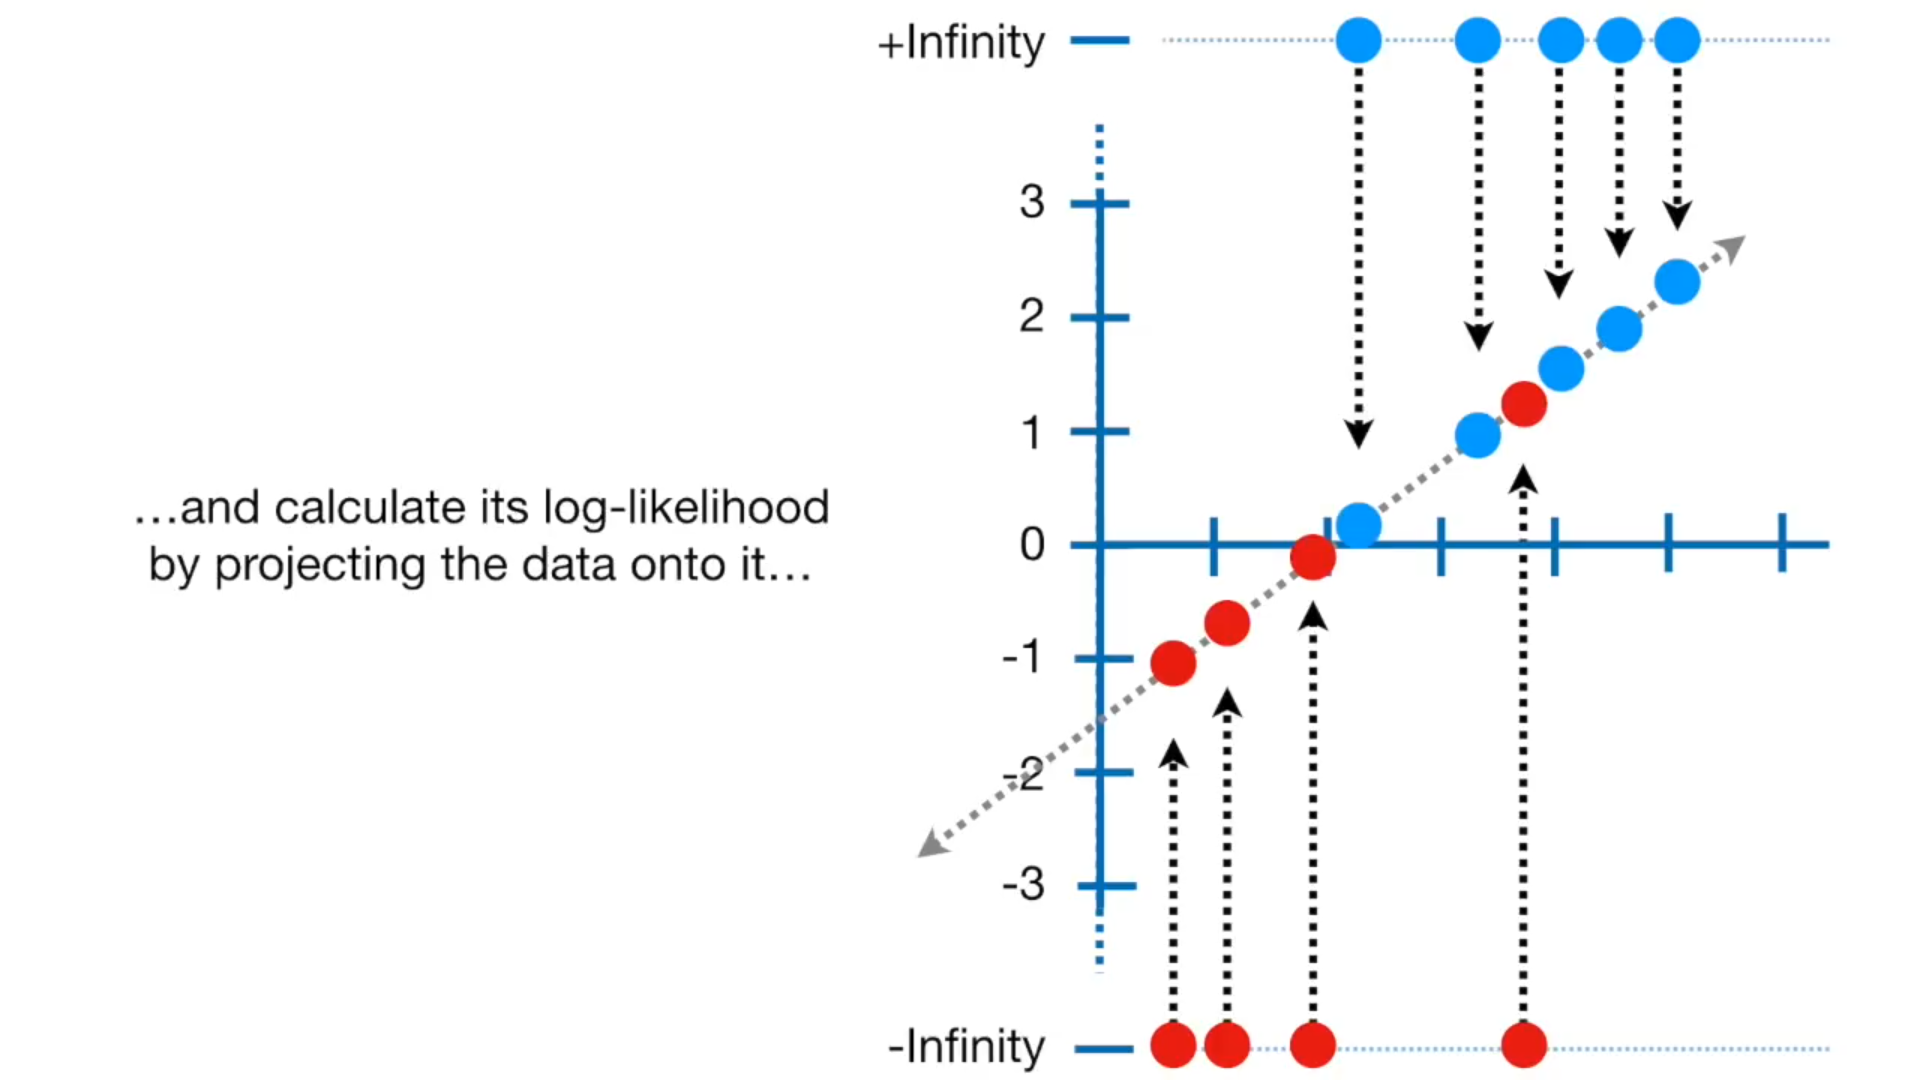 +Infinity
3
2
1
0
-1
-2
-3
-Infinity
…and calculate its log-likelihood
by projecting the data onto it…